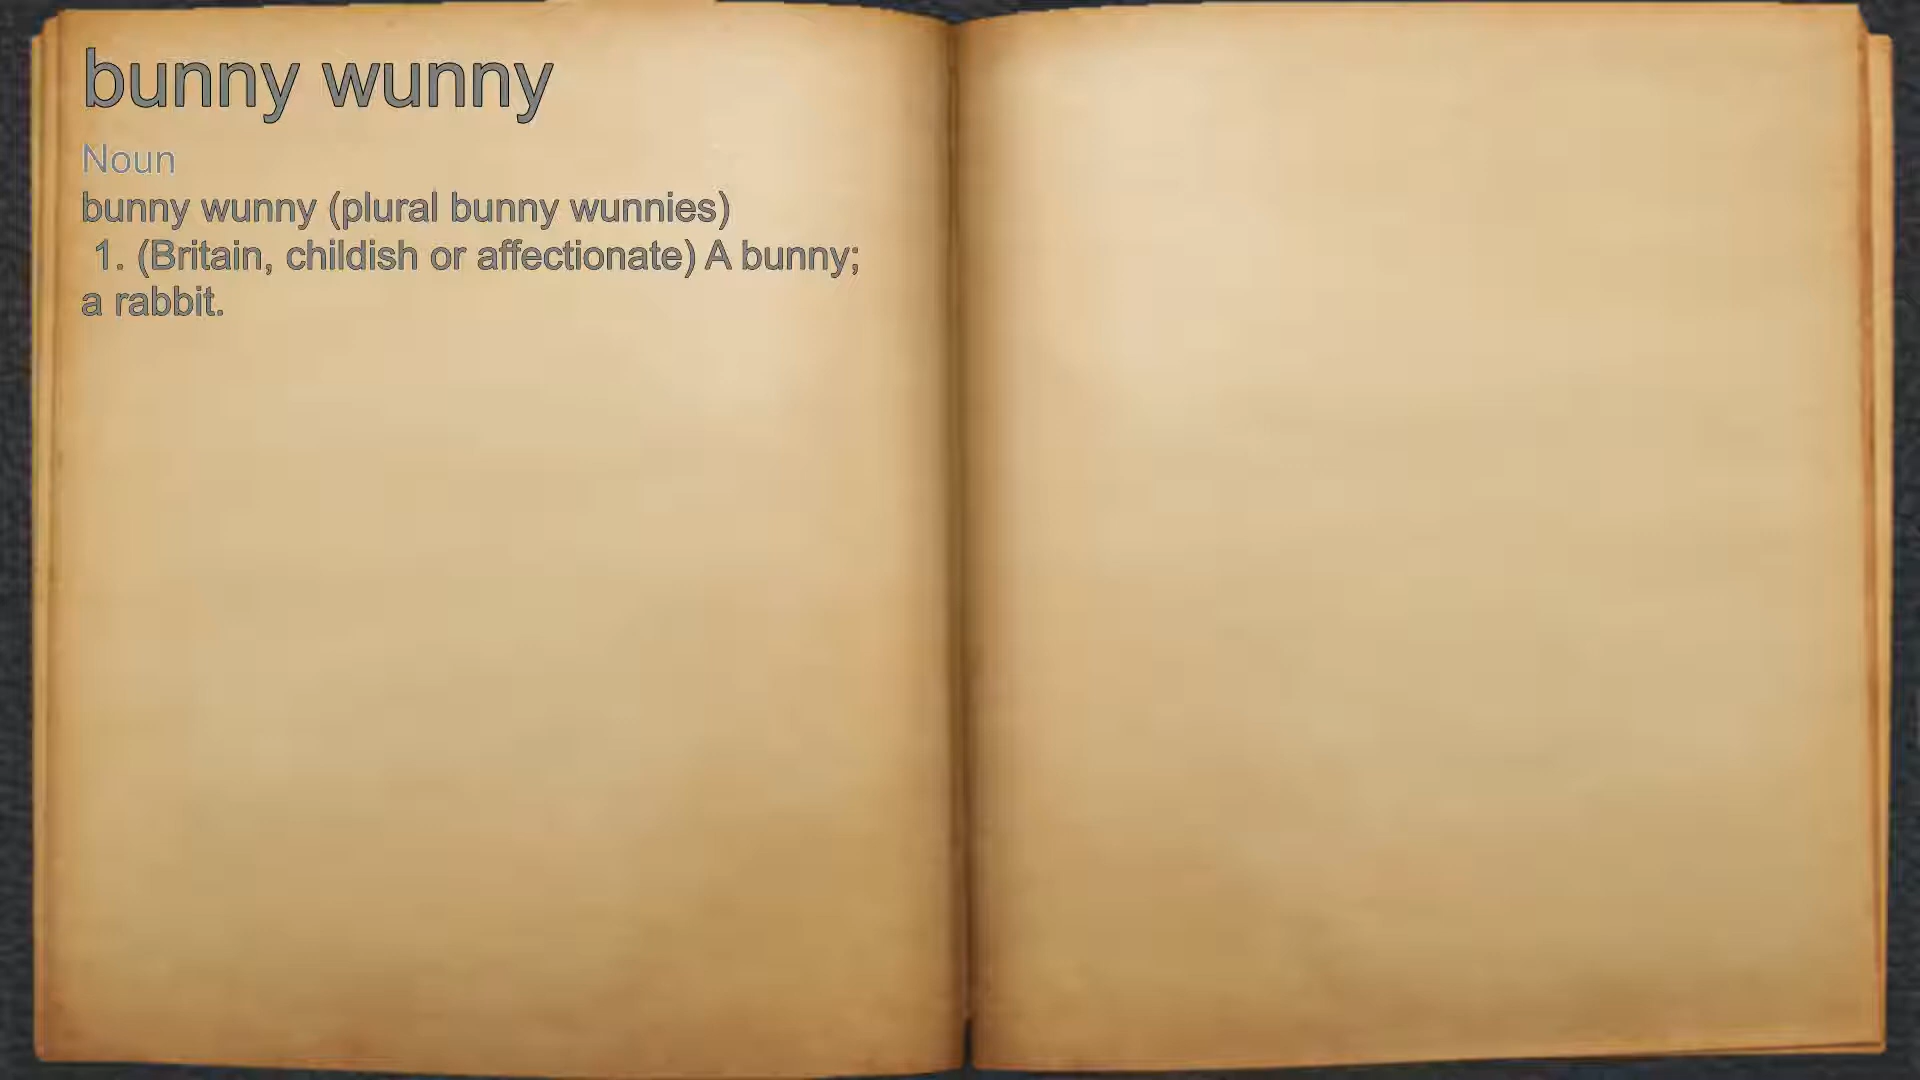 bunny wunny
Noun
bunny wunny (plural bunny wunnies)
1. (Britain, childish or affectionate) A bunny;
a rabbit.